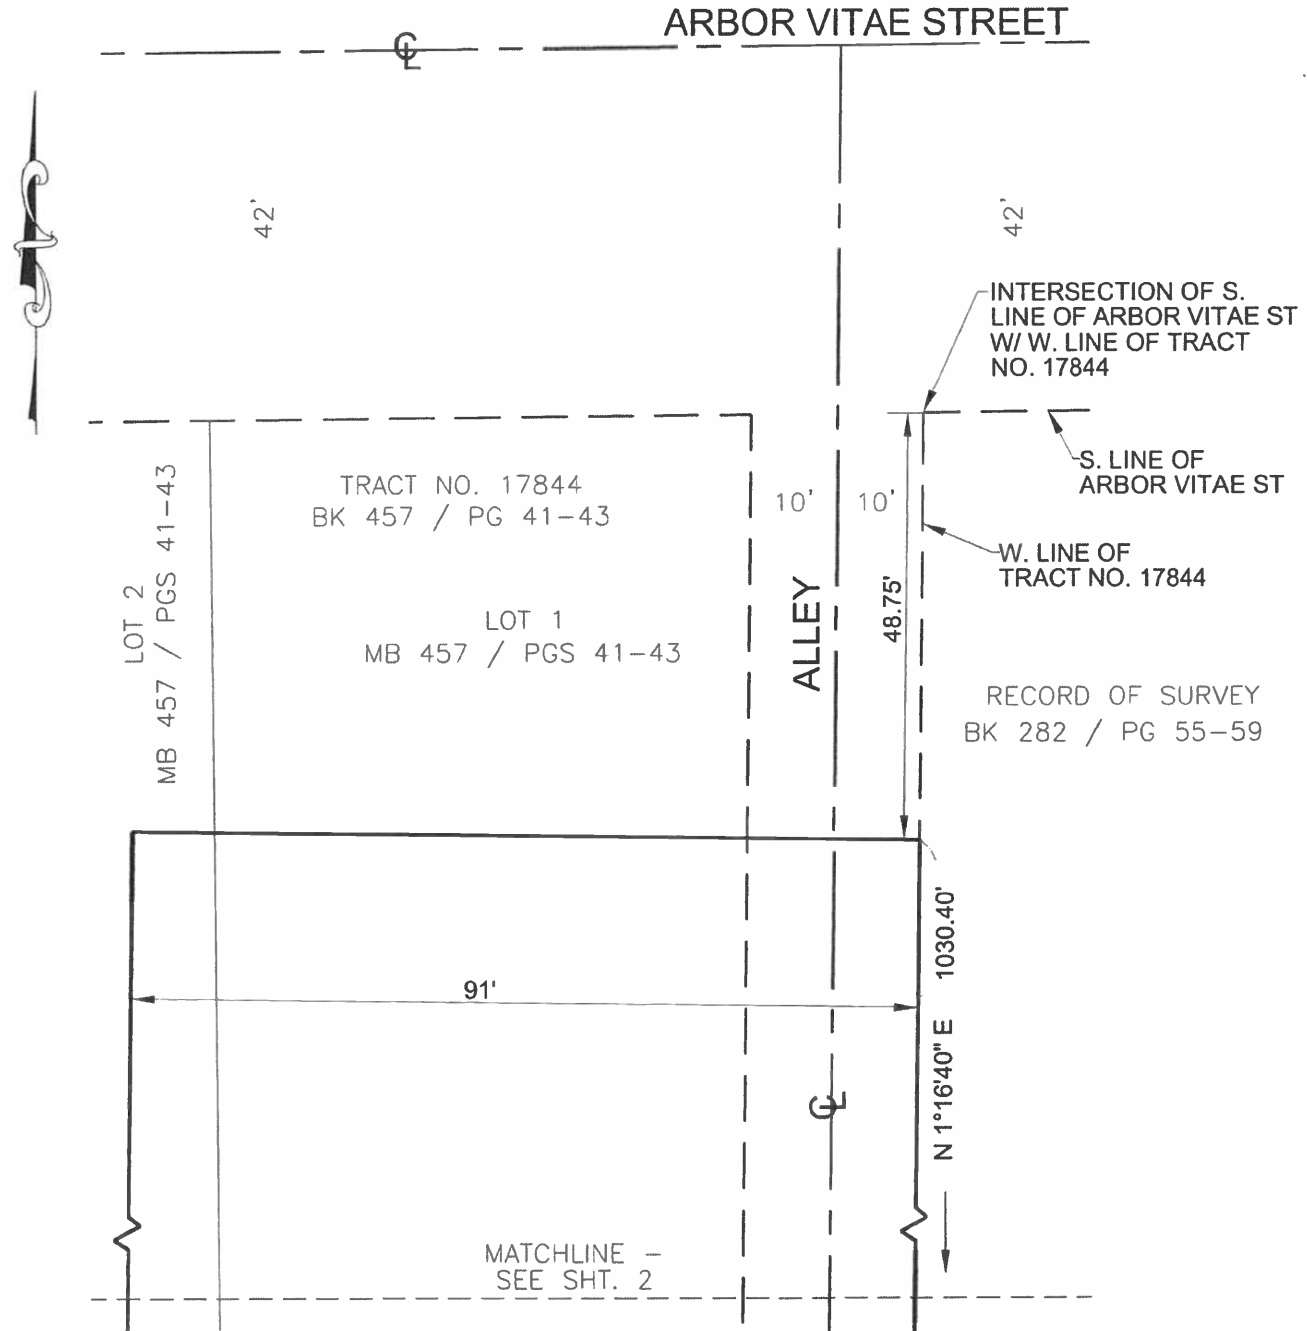 ARBOR VITAE STREET
℄
42'
42'
INTERSECTION OF S.
LINE OF ARBOR VITAE ST
W/ W. LINE OF TRACT
NO. 17844
S. LINE OF
ARBOR VITAE ST
TRACT NO. 17844
BK 457 / PG 41-43
10'
10'
W. LINE OF
TRACT NO. 17844
LOT 2
MB 457 / PGS 41-43
LOT 1
MB 457 / PGS 41-43
ALLEY
48.75'
RECORD OF SURVEY
BK 282 / PG 55-59
91'
N 1°16'40" E 1030.40'
℄
MATCHLINE -
SEE SHT. 2